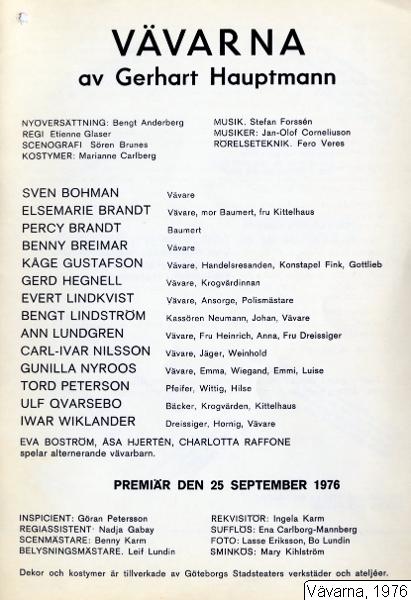 VÄVARNA
av Gerhart Hauptmann
NYÖVERSÄTTNING: Bengt Anderberg
REGI Etienne Glaser
SCENOGRAFI Sören Brunes
KOSTYMER: Marianne Carlberg
MUSIK. Stefan Forssén
MUSIKER: Jan-Olof Corneliuson
RÖRELSETEKNIK. Fero Veres
SVEN BOHMAN Vävare
ELSEMARIE BRANDT Vävare, mor Baumert, fru Kittelhaus
PERCY BRANDT Baumert
BENNY BREIMAR Vävare
KÅGE GUSTAFSON Vävare, Handelsresanden, Konstapel Fink, Gottlieb
GERD HEGNELL Vävare, Krogvärdinnan
EVERT LINDKVIST Vävare, Ansorge, Polismästare
BENGT LINDSTRÖM Kassören Neumann, Johan, Vävare
ANN LUNDGREN Vävare, Fru Heinrich, Anna, Fru Dreissiger
CARL-IVAR NILSSON Vävare, Jäger, Weinhold
GUNILLA NYROOS Vävare, Emma, Wiegand, Emmi, Luise
TORD PETERSON Pfeifer, Wittig, Hilse
ULF QVARSEBO Bäcker, Krogvärden, Kittelhaus
IWAR WIKLANDER Dreissiger, Hornig, Vävare
EVA BOSTRÖM, ÅSA HJERTÉN, CHARLOTTA RAFFONE
spelar alternerande vävarbarn.
PREMIÄR DEN 25 SEPTEMBER 1976
INSPICIENT: Göran Petersson
REGIASSISTENT· Nadja Gabay
SCENMÄSTARE: Benny Karm
BELYSNINGSMÄSTARE. Leif Lundin
REKVISITÖR: Ingela Karm
SUFFLÖS: Ena Carlborg-Mannberg
FOTO: Lasse Eriksson, Bo Lundin
SMINKÖS: Mary Kihlström
Dekor och kostymer är tillverkade av Göteborgs Stadsteaters verkstäder och ateljéer.
Vävarna, 1976